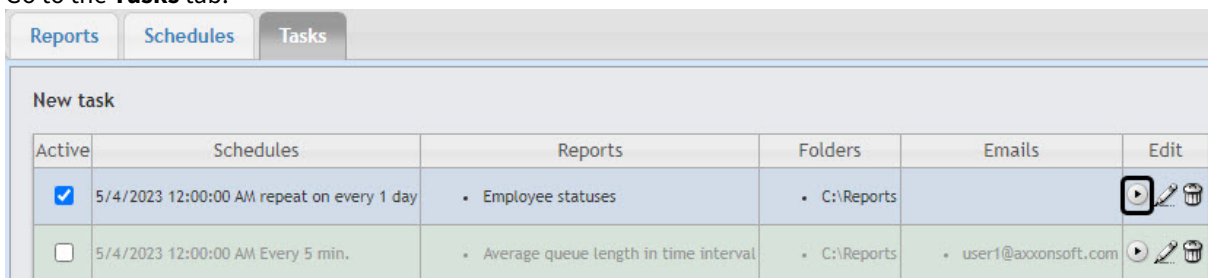 Go to the Tasks tab.
Reports Schedules Tasks
New task
Active Schedules Reports Folders Emails Edit
5/4/2023 12:00:00 AM repeat on every 1 day • Employee statuses • C:\Reports
5/4/2023 12:00:00 AM Every 5 min. • Average queue length in time interval • C:\Reports • user1@axxonsoft.com